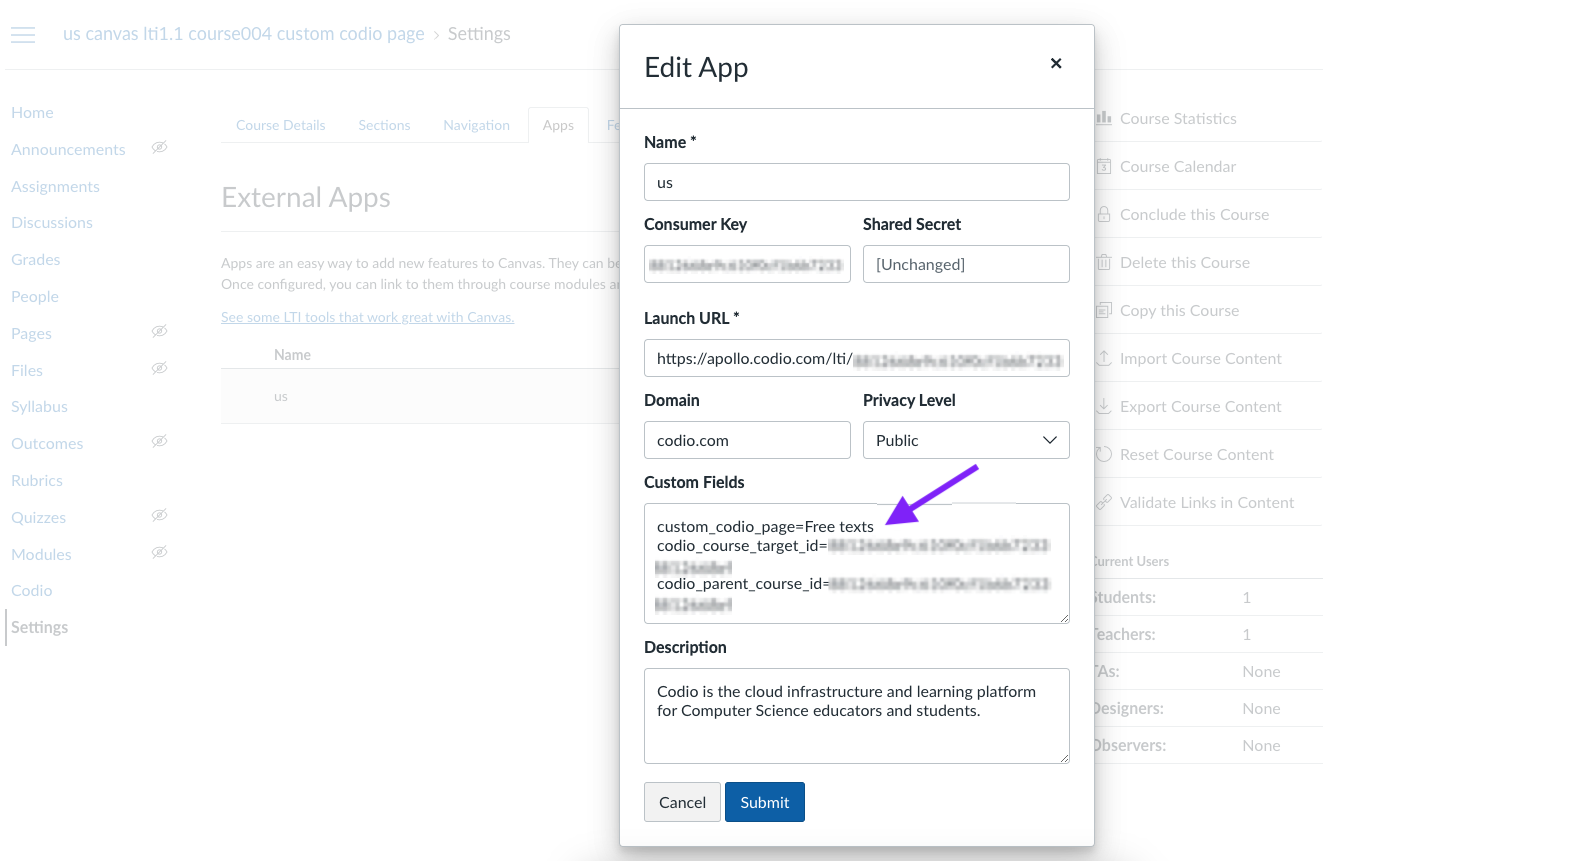 us canvas lti1.1 course004 custom codio page > Settings
Home
Announcements
Assignments
Discussions
Grades
People
Pages
Files
Syllabus
Outcomes
Rubrics
Quizzes
Modules
Codio
Settings
Course Details Sections Navigation Apps Fe
External Apps
Apps are an easy way to add new features to Canvas. They can be
Once configured, you can link to them through course modules a
See some LTI tools that work great with Canvas.
Name
us
Edit App
Name *
us
Consumer Key Shared Secret
[Unchanged]
Launch URL *
https://apollo.codio.com/lti/
Domain Privacy Level
codio.com Public
Custom Fields
custom_codio_page=Free texts
codio_course_target_id=
codio_parent_course_id=
Description
Codio is the cloud infrastructure and learning platform
for Computer Science educators and students.
Cancel Submit
Course Statistics
Course Calendar
Conclude this Course
Delete this Course
Copy this Course
Import Course Content
Export Course Content
Reset Course Content
Validate Links in Content
Current Users
Students: 1
Teachers: 1
TAs: None
Designers: None
Observers: None